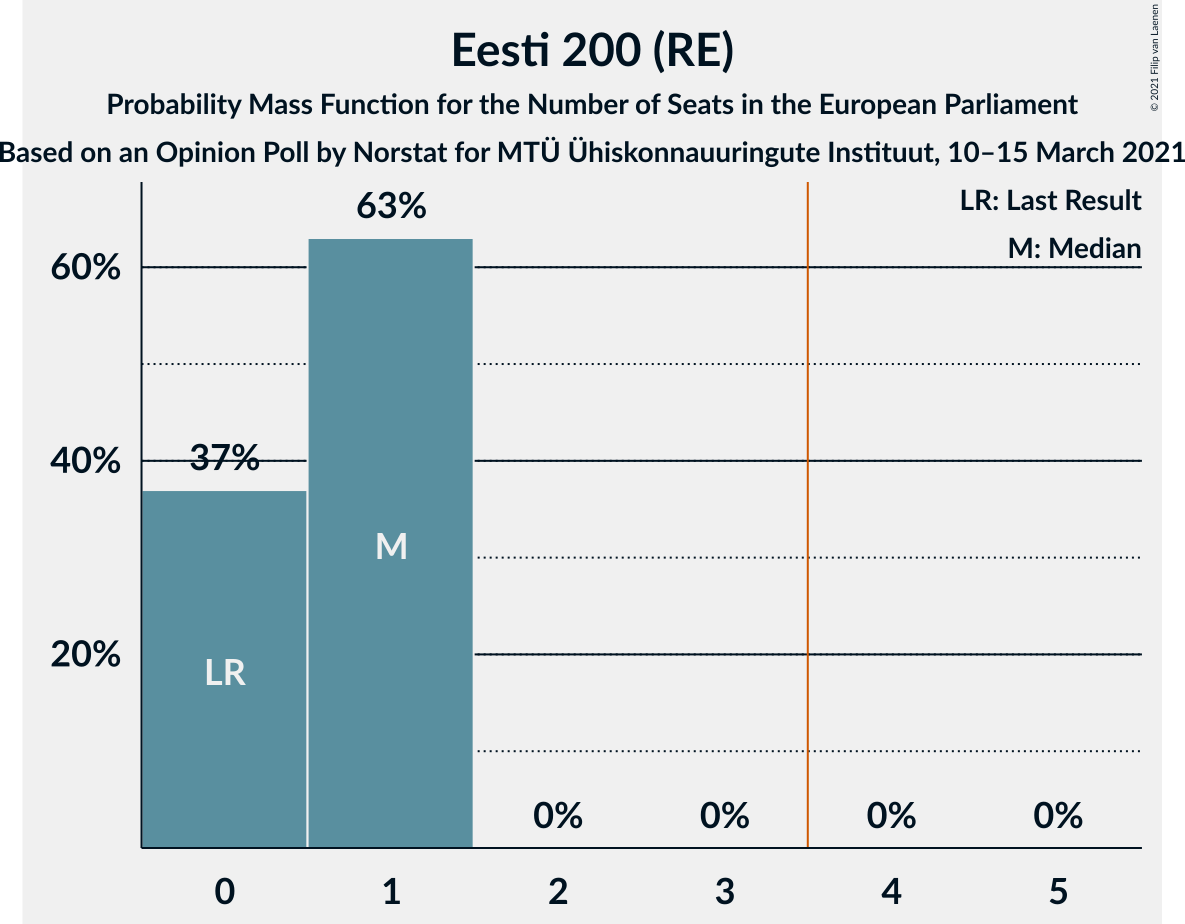 Eesti 200 (RE)
Probability Mass Function for the Number of Seats in the European Parliament
Based on an Opinion Poll by Norstat for MTÜ Ühiskonnauuringute Instituut, 10–15 March 2021
© 2021 Filip van Laenen
LR: Last Result
M: Median
63%
60%
37%
40%
M
LR
20%
0% 0% 0% 0%
0 1 2 3 4 5